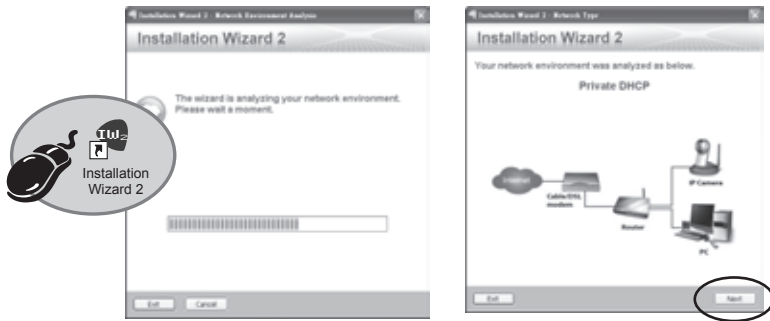 Installation Wizard 2 - Network Environment Analysis
Installation Wizard 2
The wizard is analyzing your network environment.
Please wait a moment.
IW2
Installation
Wizard 2
Exit
Cancel
Installation Wizard 2 - Network Type
Installation Wizard 2
Your network environment was analyzed as below.
Private DHCP
Internet
Cable/DSL
modem
Router
IP Camera
PC
Exit
Next